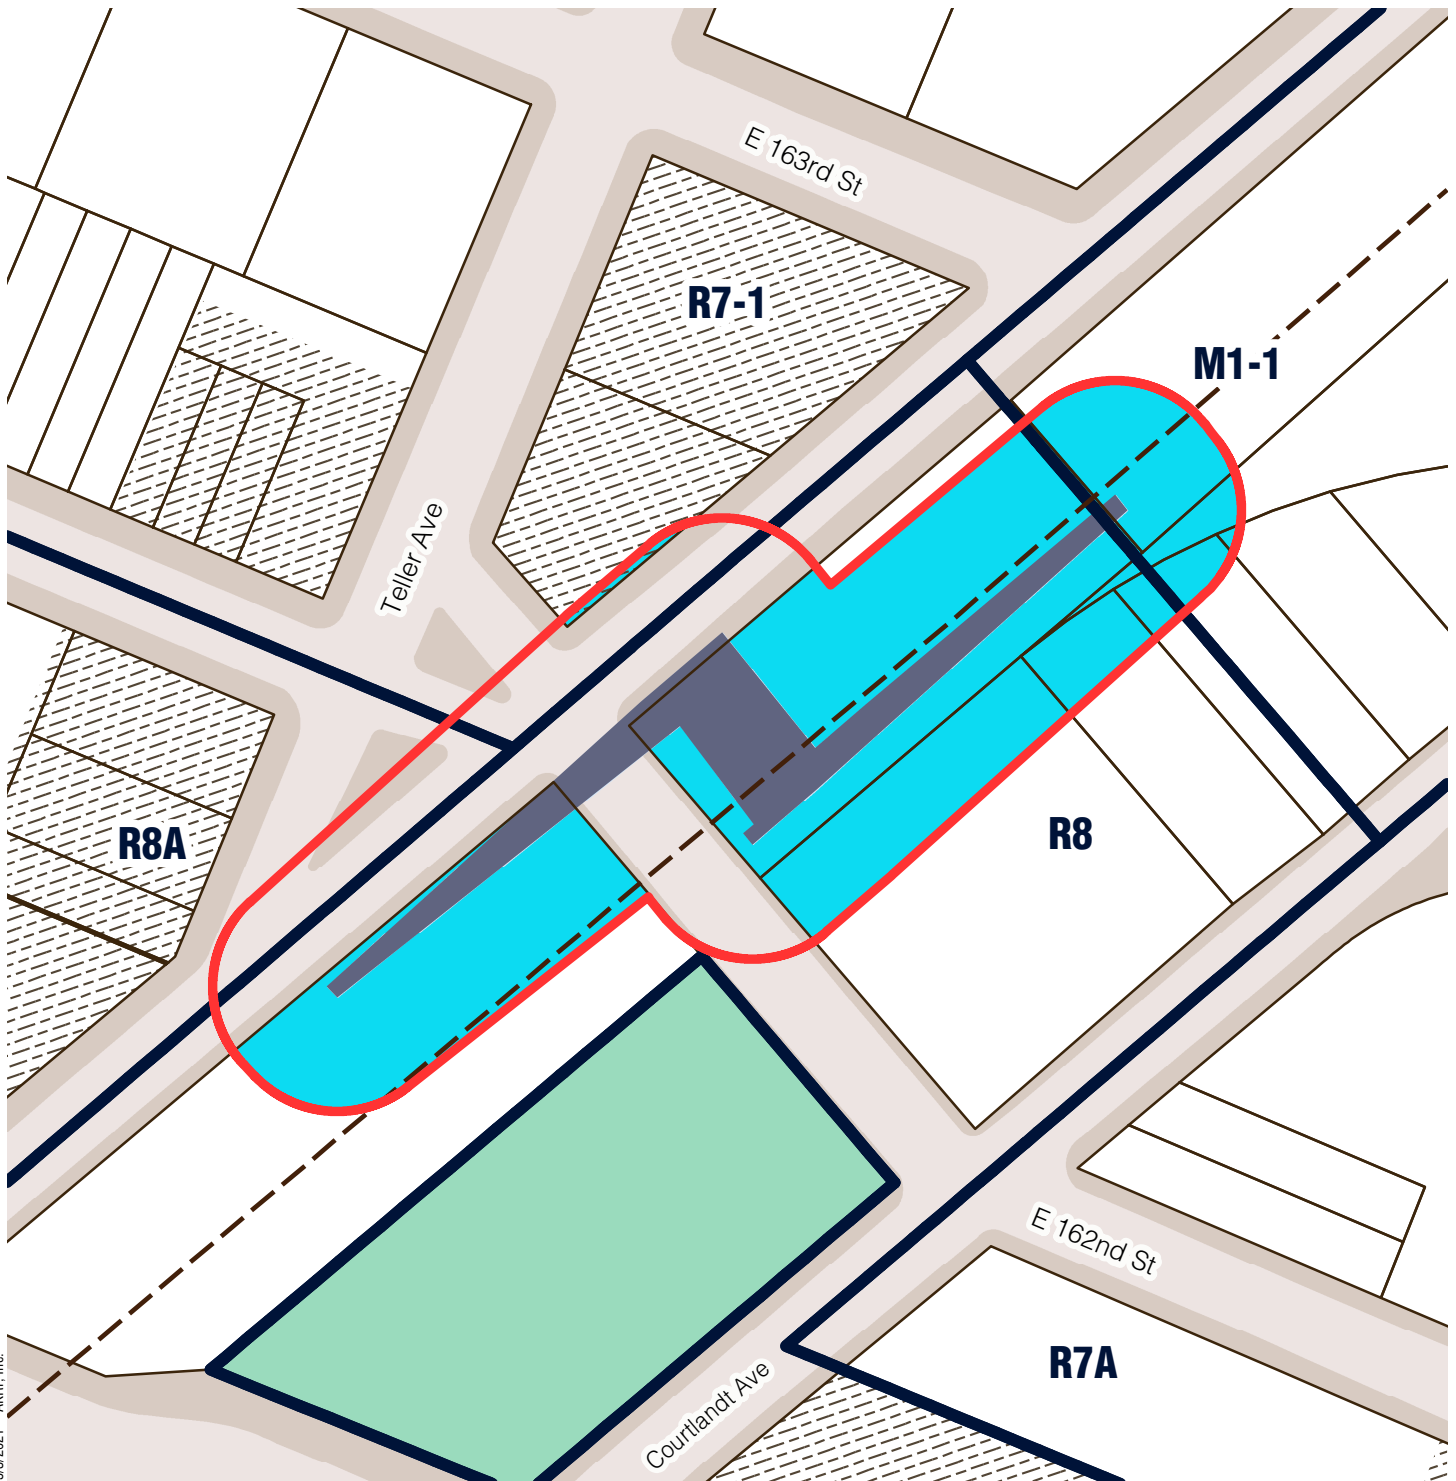 E 163rd St
R7-1
M1-1
Teller Ave
R8A
R8
E 162nd St
R7A
Courtlandt Ave